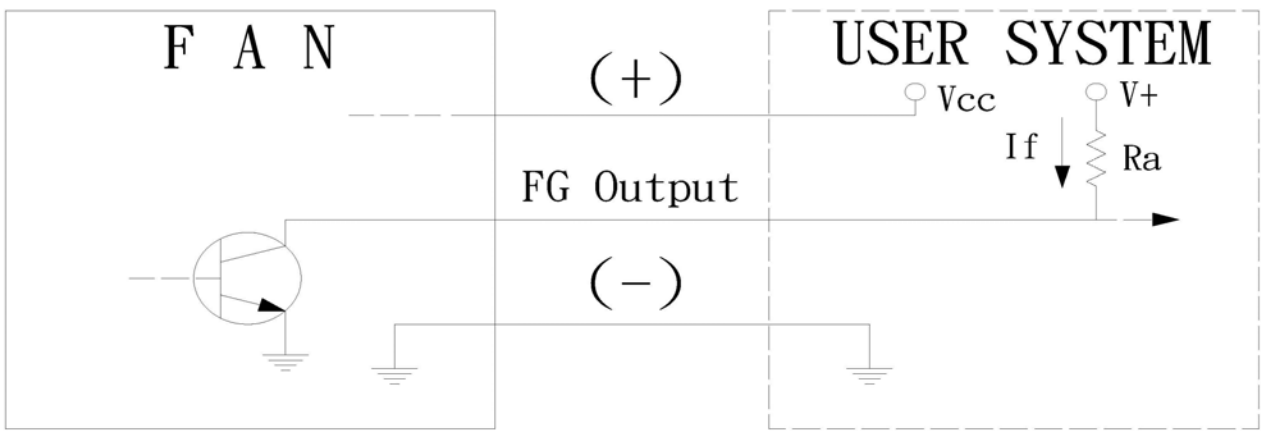 F A N
USER SYSTEM
(+)
Vcc
V+
If
Ra
FG Output
(-)